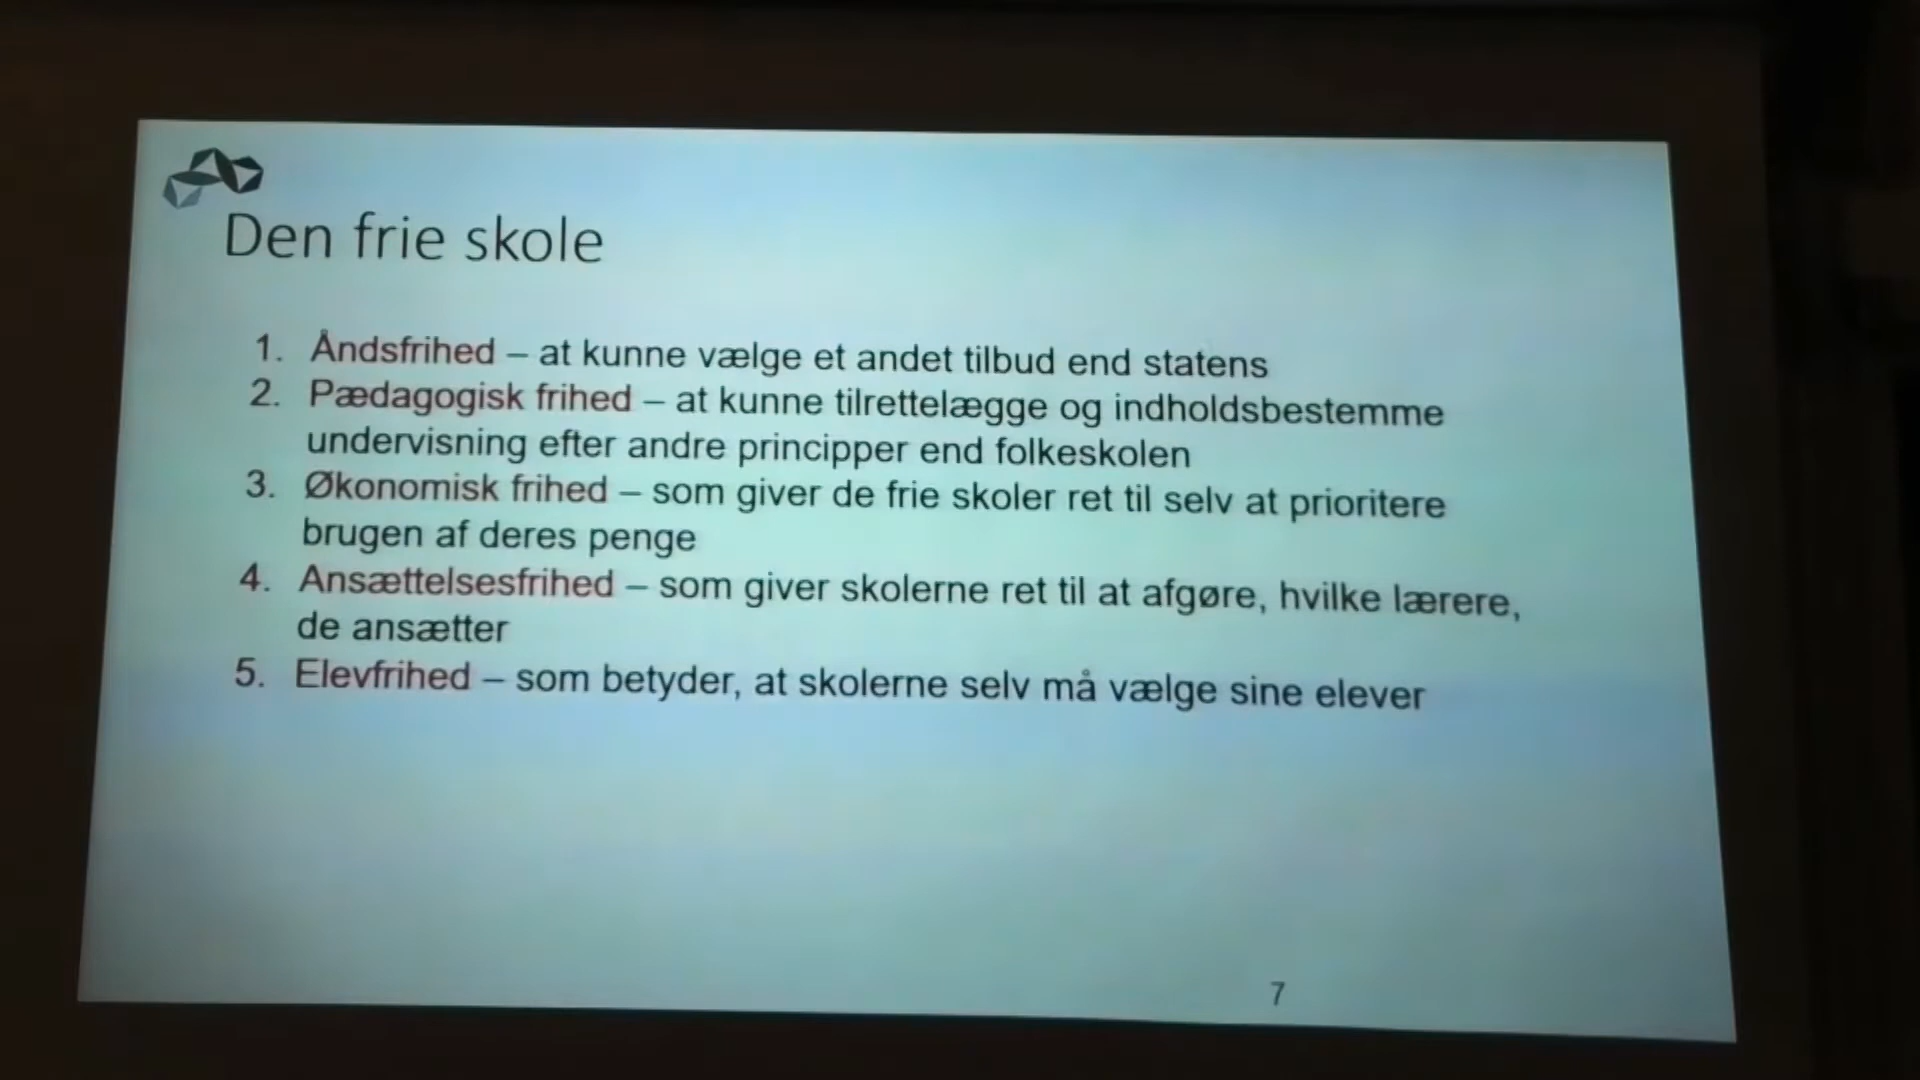 Den frie skole
1. Åndsfrihed – at kunne vælge et andet tilbud end statens
2. Pædagogisk frihed – at kunne tilrettelægge og indholdsbestemme
undervisning efter andre principper end folkeskolen
3. Økonomisk frihed – som giver de frie skoler ret til selv at prioritere
brugen af deres penge
4. Ansættelsesfrihed – som giver skolerne ret til at afgøre, hvilke lærere,
de ansætter
5. Elevfrihed – som betyder, at skolerne selv må vælge sine elever
7